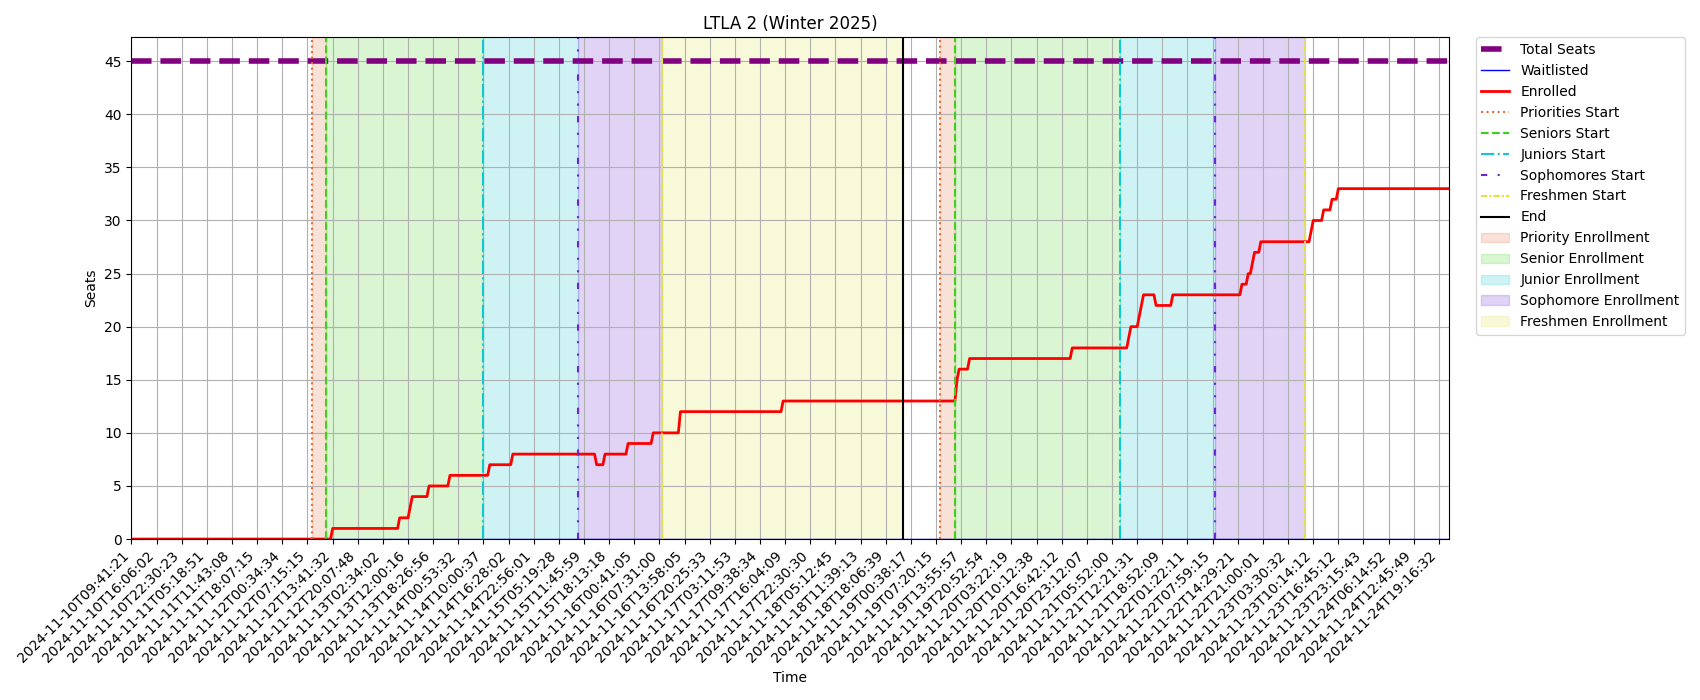 LTLA 2 (Winter 2025)
Seats
45
40
35
30
25
20
15
10
5
0
2024-11-10T09:41:21
2024-11-10T16:06:02
2024-11-10T22:30:23
2024-11-11T05:18:51
2024-11-11T11:43:08
2024-11-11T18:07:15
2024-11-12T00:34:34
2024-11-12T07:15:15
2024-11-12T13:41:32
2024-11-12T20:07:48
2024-11-13T02:34:02
2024-11-13T12:00:16
2024-11-13T18:26:56
2024-11-14T00:53:32
2024-11-14T10:00:37
2024-11-14T16:28:02
2024-11-14T22:56:01
2024-11-15T05:19:28
2024-11-15T11:45:59
2024-11-15T18:13:18
2024-11-16T00:41:05
2024-11-16T07:31:00
2024-11-16T13:58:05
2024-11-16T20:25:33
2024-11-17T03:11:53
2024-11-17T09:38:34
2024-11-17T16:04:09
2024-11-17T22:30:30
2024-11-18T05:12:45
2024-11-18T11:39:13
2024-11-18T18:06:39
2024-11-19T00:38:17
2024-11-19T07:20:15
2024-11-19T13:55:57
2024-11-19T20:52:54
2024-11-20T03:22:19
2024-11-20T10:12:38
2024-11-20T16:42:12
2024-11-20T23:12:07
2024-11-21T05:52:00
2024-11-21T12:21:31
2024-11-21T18:52:09
2024-11-22T01:22:11
2024-11-22T07:59:15
2024-11-22T14:29:21
2024-11-22T21:00:01
2024-11-23T03:30:32
2024-11-23T10:14:12
2024-11-23T16:45:12
2024-11-23T23:15:43
2024-11-24T06:14:52
2024-11-24T12:45:49
2024-11-24T19:16:32
Time
Total Seats
Waitlisted
Enrolled
Priorities Start
Seniors Start
Juniors Start
Sophomores Start
Freshmen Start
End
Priority Enrollment
Senior Enrollment
Junior Enrollment
Sophomore Enrollment
Freshmen Enrollment